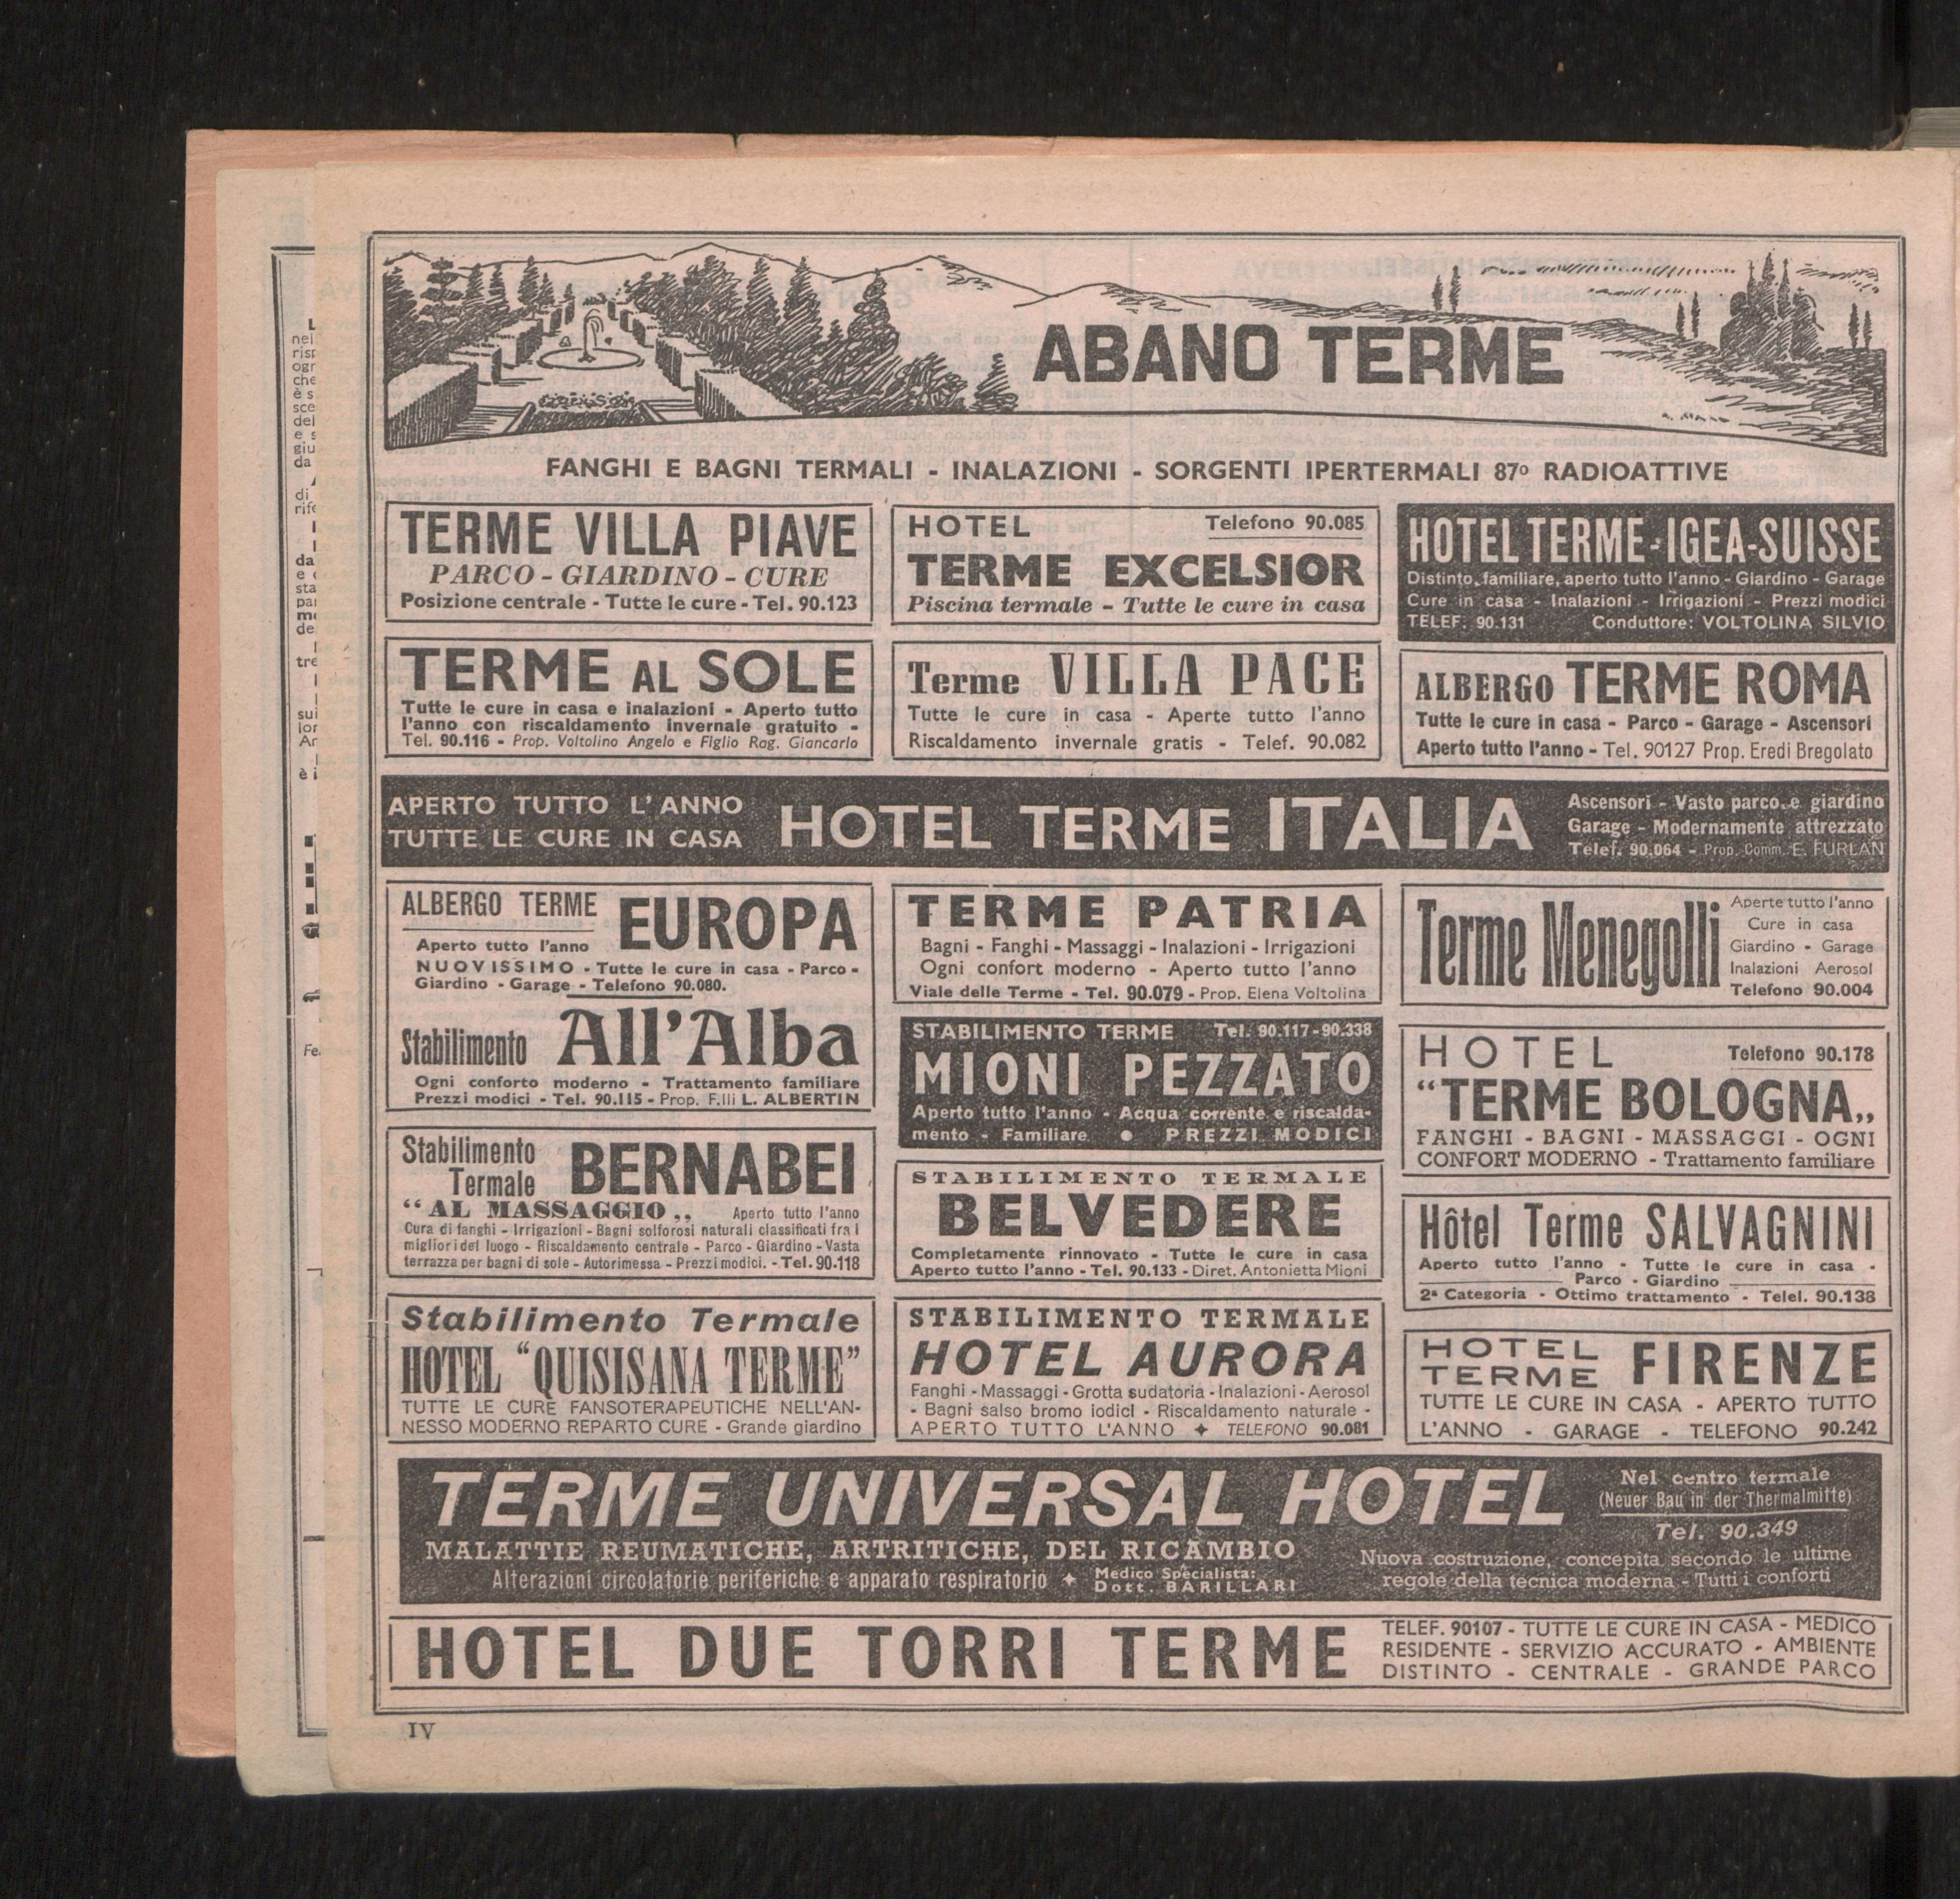 ABANO TERME
FANGHI E BAGNI TERMALI - INALAZIONI - SORGENTI IPERTERMALI 87º RADIOATTIVE
TERME VILLA PIAVE
PARCO - GIARDINO - CURE
Posizione centrale - Tutte le cure - Tel. 90.123
HOTEL
Telefono 90.085
TERME EXCELSIOR
Piscina termale - Tutte le cure in casa
HOTEL TERME-IGEA-SUISSE
Distinto, familiare, aperto tutto l'anno - Giardino - Garage
Cure in casa - Inalazioni - Irrigazioni - Prezzi modici
TELEF. 90.131 Conduttore: VOLTOLINA SILVIO
TERME AL SOLE
Tutte le cure in casa e inalazioni - Aperto tutto
l'anno con riscaldamento invernale gratuito -
Tel. 90.116 - Prop. Voltolino Angelo e Figlio Rag. Giancarlo
Terme VILLA PACE
Tutte le cure in casa - Aperte tutto l'anno
Riscaldamento invernale gratis - Telef. 90.082
ALBERGO TERME ROMA
Tutte le cure in casa - Parco - Garage - Ascensori
Aperto tutto l'anno - Tel. 90127 Prop. Eredi Bregolato
APERTO TUTTO L'ANNO
TUTTE LE CURE IN CASA
HOTEL TERME ITALIA
Ascensori - Vasto parco e giardino
Garage - Modernamente attrezzato
Telef. 90.064 - Prop. Comm. E. FURLAN
ALBERGO TERME EUROPA
Aperto tutto l'anno
NUOVISSIMO - Tutte le cure in casa - Parco -
Giardino - Garage - Telefono 90.080.
Stabilimento All'Alba
Ogni conforto moderno - Trattamento familiare
Prezzi modici - Tel. 90.115 - Prop. F.lli L. ALBERTIN
Stabilimento
Termale BERNABEI
“AL MASSAGGIO„ Aperto tutto l'anno
Cura di fanghi - Irrigazioni - Bagni solforosi naturali classificati fra i
migliori del luogo - Riscaldamento centrale - Parco - Giardino - Vasta
terrazza per bagni di sole - Autorimessa - Prezzi modici. - Tel. 90-118
Stabilimento Termale
HOTEL “QUISISANA TERME”
TUTTE LE CURE FANSOTERAPEUTICHE NELL'AN-
NESSO MODERNO REPARTO CURE - Grande giardino
TERME PATRIA
Bagni - Fanghi - Massaggi - Inalazioni - Irrigazioni
Ogni confort moderno - Aperto tutto l'anno
Viale delle Terme - Tel. 90.079 - Prop. Elena Voltolina
STABILIMENTO TERME Tel. 90.117-90.338
MIONI PEZZATO
Aperto tutto l'anno - Acqua corrente e riscalda-
mento - Familiare • PREZZI MODICI
STABILIMENTO TERMALE
BELVEDERE
Completamente rinnovato - Tutte le cure in casa
Aperto tutto l'anno - Tel. 90.133 - Diret. Antonietta Mioni
STABILIMENTO TERMALE
HOTEL AURORA
Fanghi - Massaggi - Grotta sudatoria - Inalazioni - Aerosol
- Bagni salso bromo iodici - Riscaldamento naturale -
APERTO TUTTO L'ANNO ✦ TELEFONO 90.081
Terme Menegolli
Aperte tutto l'anno
Cure in casa
Giardino - Garage
Inalazioni Aerosol
Telefono 90.004
HOTEL
Telefono 90.178
“TERME BOLOGNA„
FANGHI - BAGNI - MASSAGGI - OGNI
CONFORT MODERNO - Trattamento familiare
Hôtel Terme SALVAGNINI
Aperto tutto l'anno - Tutte le cure in casa -
Parco - Giardino
2ª Categoria - Ottimo trattamento - Telel. 90.138
HOTEL
TERME FIRENZE
TUTTE LE CURE IN CASA - APERTO TUTTO
L'ANNO - GARAGE - TELEFONO 90.242
TERME UNIVERSAL HOTEL
MALATTIE REUMATICHE, ARTRITICHE, DEL RICAMBIO
Alterazioni circolatorie periferiche e apparato respiratorio ✦ Medico Specialista:
Dott. BARILLARI
Nel centro termale
(Neuer Bau in der Thermalmitte)
Tel. 90.349
Nuova costruzione, concepita secondo le ultime
regole della tecnica moderna - Tutti i conforti
HOTEL DUE TORRI TERME
TELEF. 90107 - TUTTE LE CURE IN CASA - MEDICO
RESIDENTE - SERVIZIO ACCURATO - AMBIENTE
DISTINTO - CENTRALE - GRANDE PARCO
IV